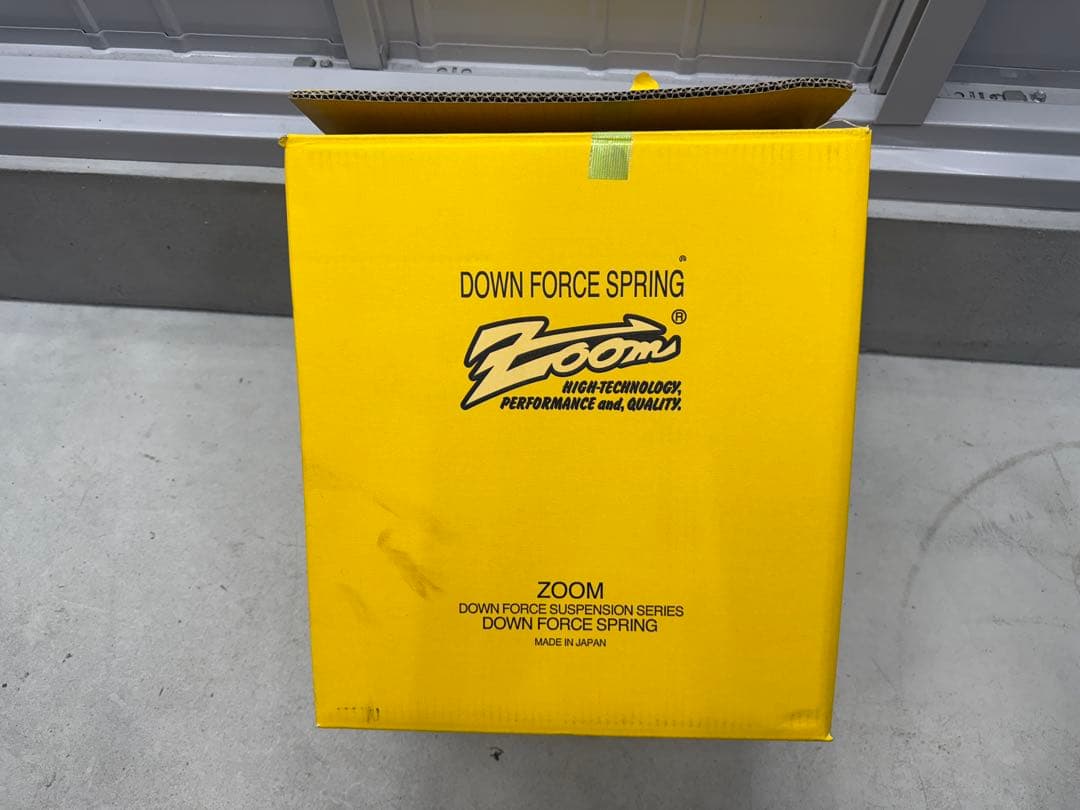 DOWN FORCE SPRING®
Zoom®
HIGH-TECHNOLOGY,
PERFORMANCE and, QUALITY.
ZOOM
DOWN FORCE SUSPENSION SERIES
DOWN FORCE SPRING
MADE IN JAPAN